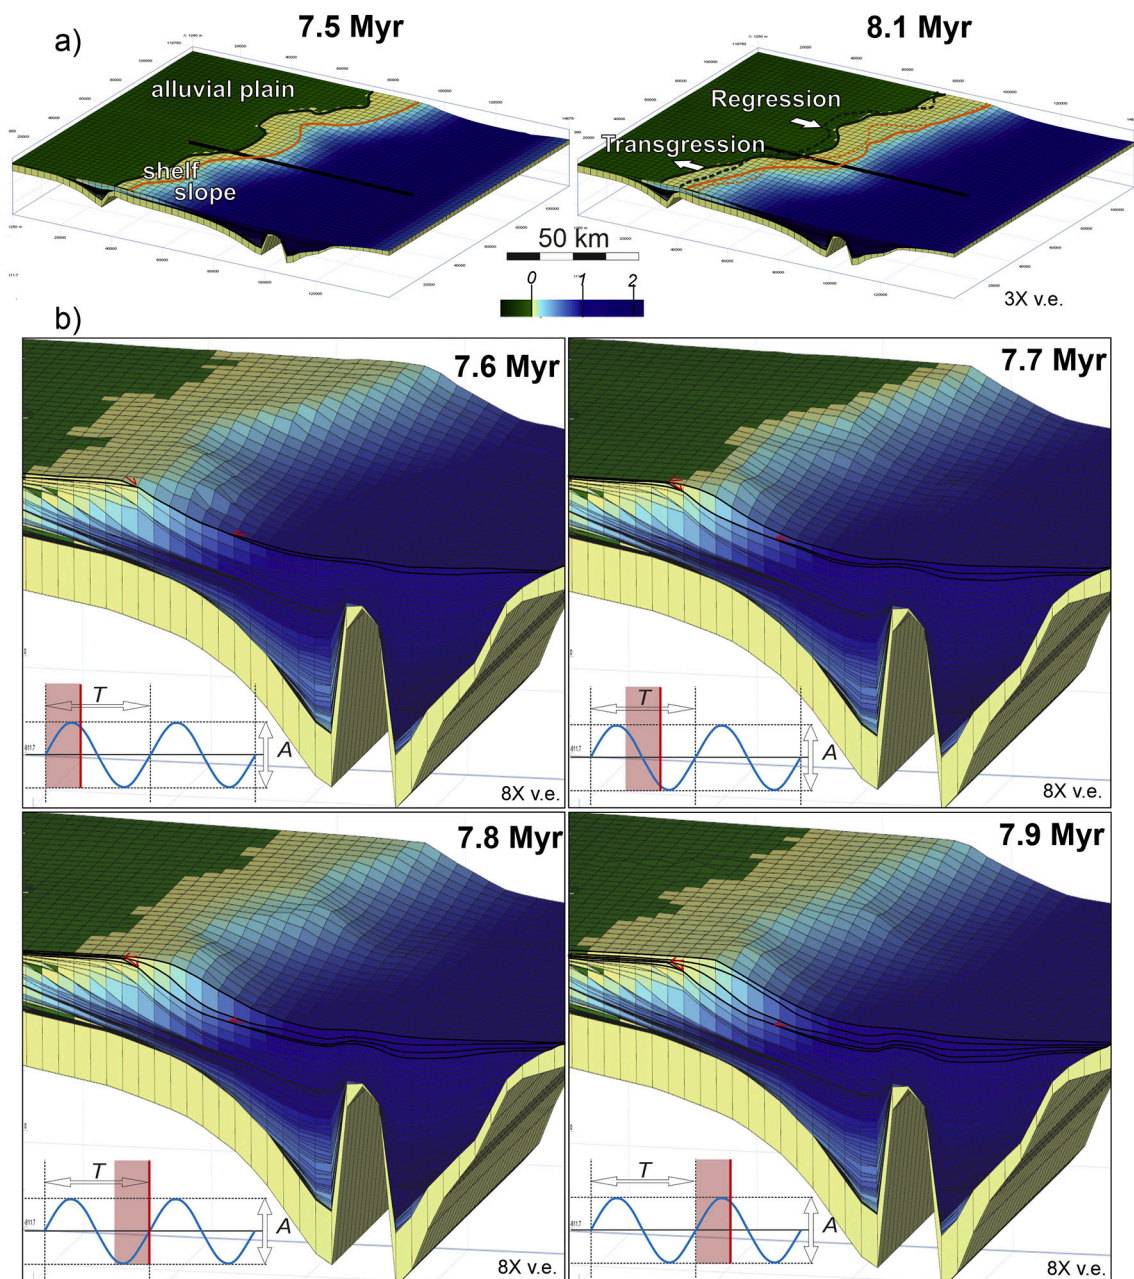 a)
7.5 Myr
8.1 Myr
alluvial plain
shelf
slope
Regression
Transgression
50 km
0 1 2
3X v.e.
b)
7.6 Myr
7.7 Myr
T
A
8X v.e.
T
A
8X v.e.
7.8 Myr
7.9 Myr
T
A
8X v.e.
T
A
8X v.e.